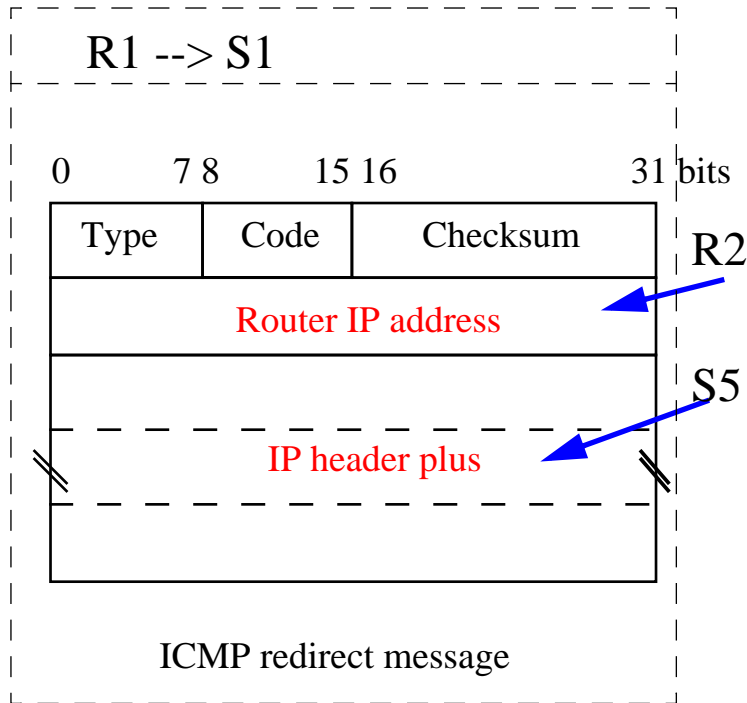 R1 --> S1
0 7 8 15 16 31 bits
Type Code Checksum
R2
Router IP address
S5
IP header plus
ICMP redirect message